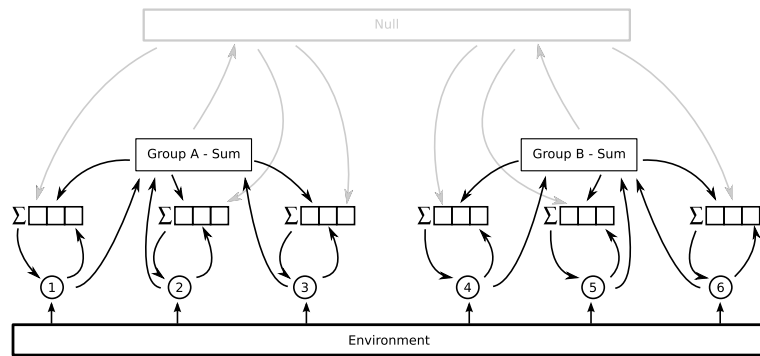 Null
Group A - Sum
Group B - Sum
Σ Σ Σ Σ Σ Σ
1 2 3 4 5 6
Environment